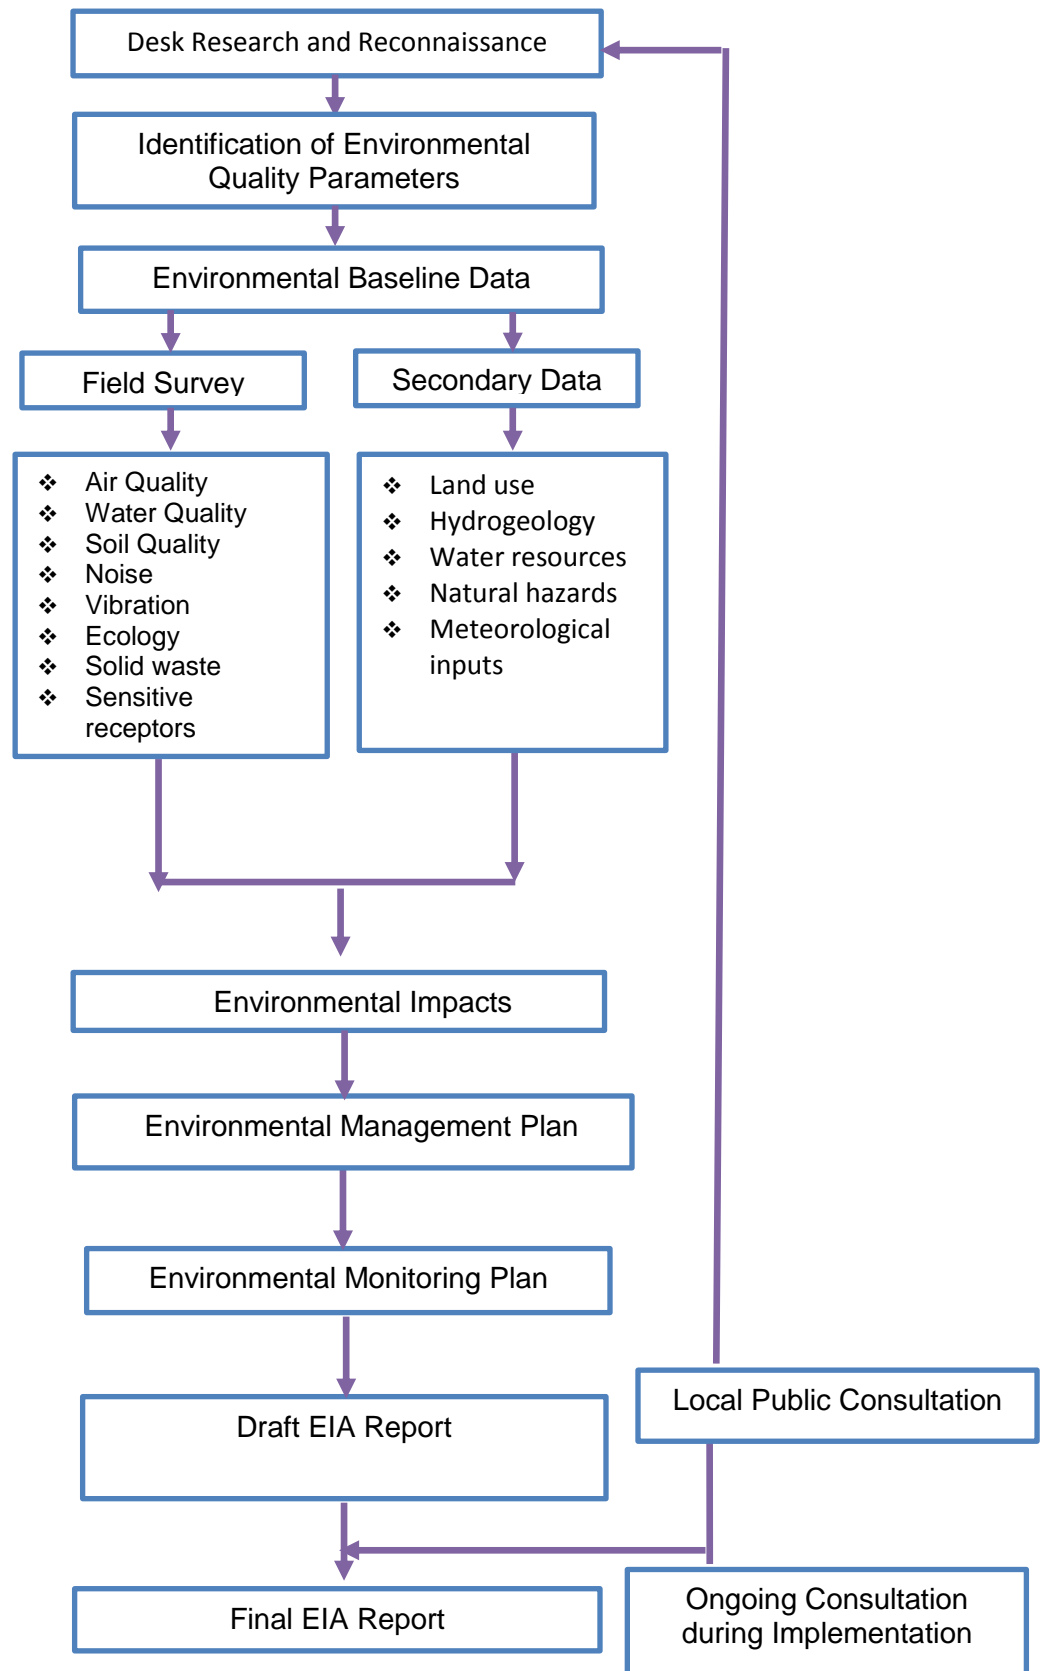 Desk Research and Reconnaissance
Identification of Environmental
Quality Parameters
Environmental Baseline Data
Field Survey
Secondary Data
❖ Air Quality
❖ Water Quality
❖ Soil Quality
❖ Noise
❖ Vibration
❖ Ecology
❖ Solid waste
❖ Sensitive
receptors
❖ Land use
❖ Hydrogeology
❖ Water resources
❖ Natural hazards
❖ Meteorological
inputs
Environmental Impacts
Environmental Management Plan
Environmental Monitoring Plan
Local Public Consultation
Draft EIA Report
Ongoing Consultation
during Implementation
Final EIA Report